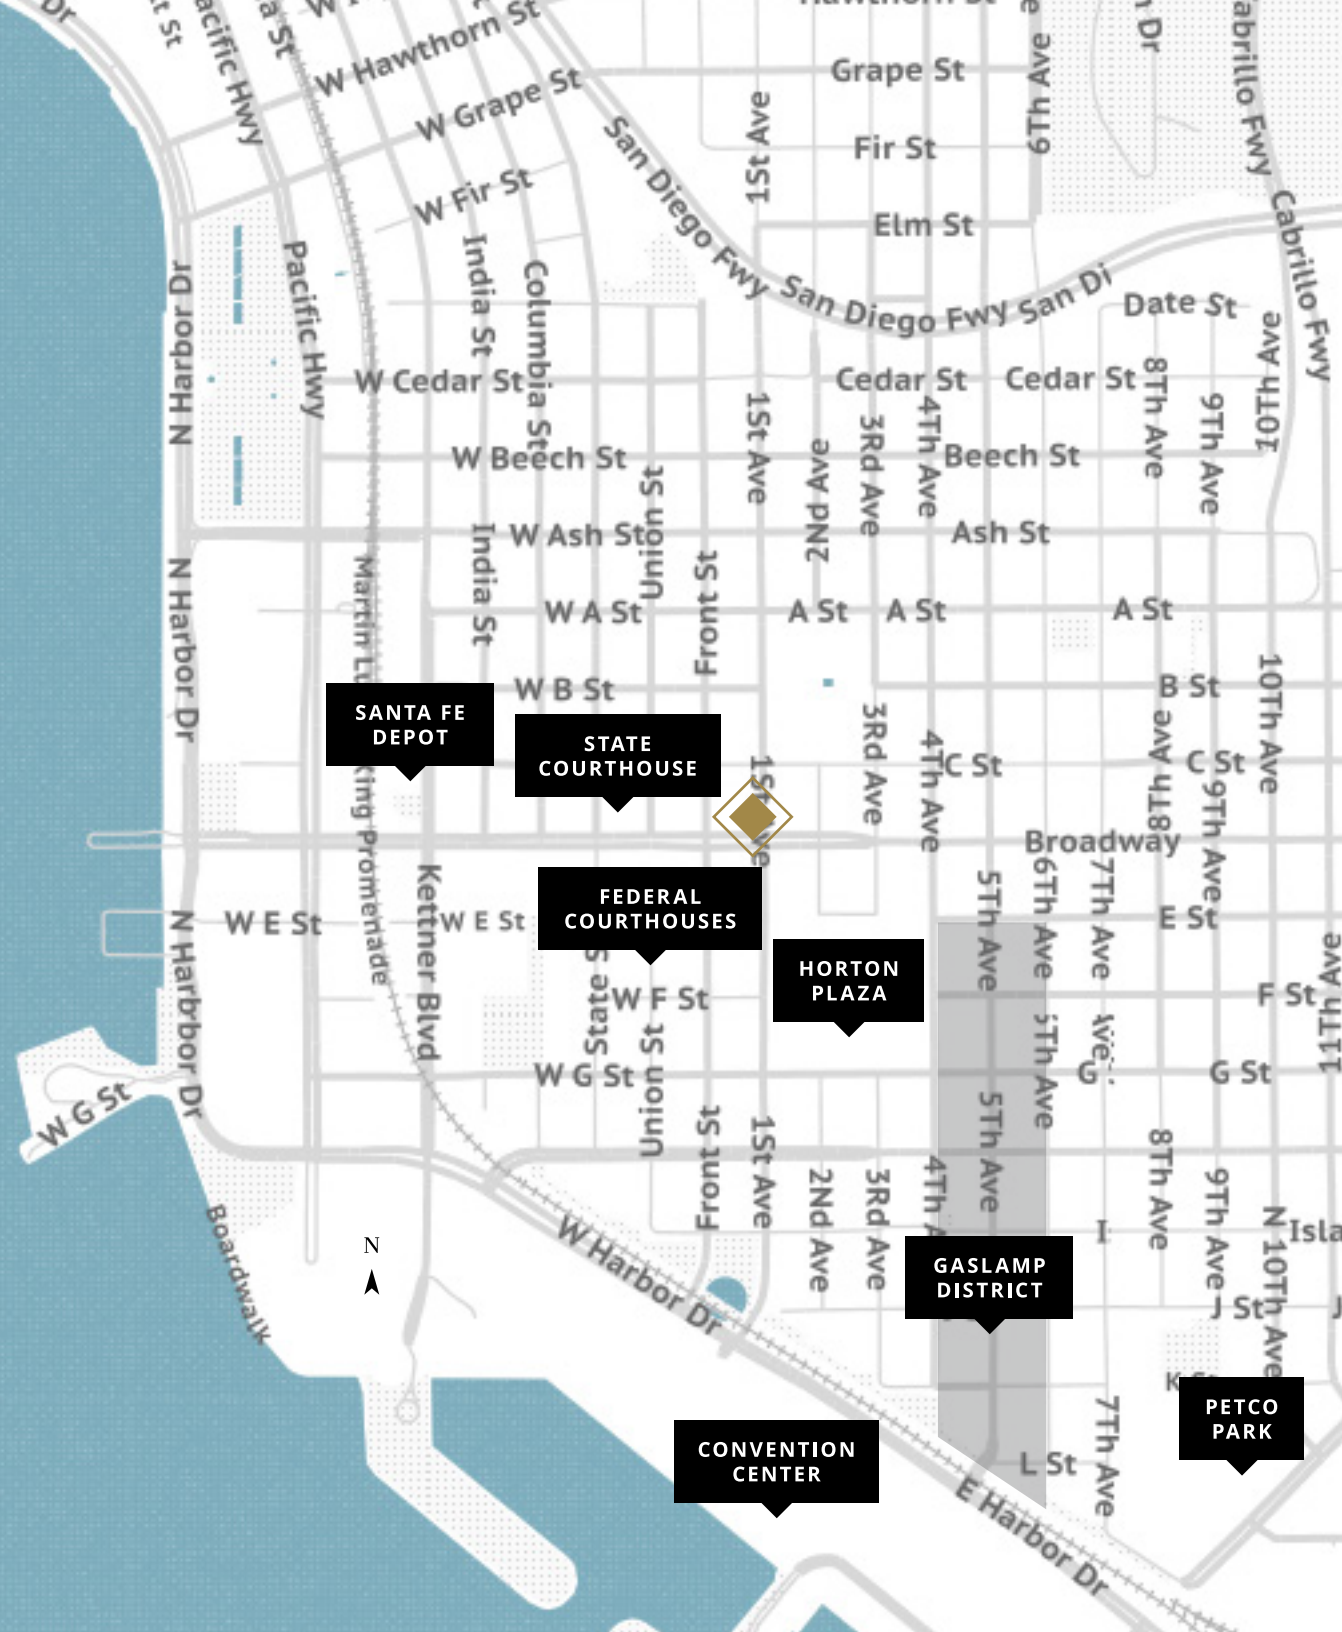 Dr
W Hawthorn St
Grape St
6Th Ave
Pacific Hwy
W Grape St
1St Ave
San Diego Fwy
Fir St
W Fir St
Elm St
Cabrillo Fwy
Cabrillo Fwy
N Harbor Dr
Pacific Hwy
India St
Columbia St
San Diego Fwy
San Di
Date St
10Th Ave
W Cedar St
Cedar St
Cedar St
8Th Ave
9Th Ave
1St Ave
2Nd Ave
3Rd Ave
4Th Ave
W Beech St
Beech St
Union St
W Ash St
Ash St
N Harbor Dr
India St
Front St
W A St
A St
A St
A St
W B St
B St
10Th Ave
SANTA FE
DEPOT
STATE
COURTHOUSE
3Rd Ave
4Th Ave
C St
C St
8Th Ave
9Th Ave
King Promenade
Broadway
Kettner Blvd
FEDERAL
COURTHOUSES
5Th Ave
6Th Ave
7Th Ave
W E St
W E St
E St
N Harbor Dr
State St
HORTON
PLAZA
W F St
F St
11Th Ave
Union St
W G St
G
G St
W G St
5Th Ave
Front St
1St Ave
2Nd Ave
3Rd Ave
4Th A
8Th Ave
9Th Ave
N 10Th Ave
Boardwalk
N
W Harbor Dr
GASLAMP
DISTRICT
J St
PETCO
PARK
7Th Ave
CONVENTION
CENTER
L St
E Harbor Dr